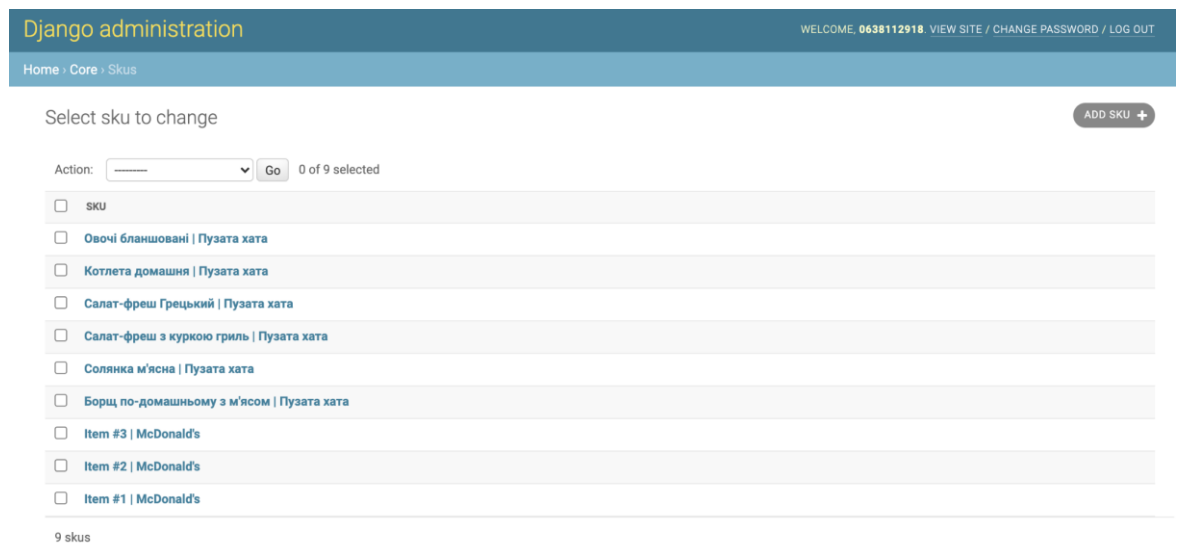 Django administration
WELCOME, 0638112918. VIEW SITE / CHANGE PASSWORD / LOG OUT
Home › Core › Skus
Select sku to change
ADD SKU +
Action: --------- Go 0 of 9 selected
SKU
Овочі бланшовані | Пузата хата
Котлета домашня | Пузата хата
Салат-фреш Грецький | Пузата хата
Салат-фреш з куркою гриль | Пузата хата
Солянка м'ясна | Пузата хата
Борщ по-домашньому з м'ясом | Пузата хата
Item #3 | McDonald's
Item #2 | McDonald's
Item #1 | McDonald's
9 skus